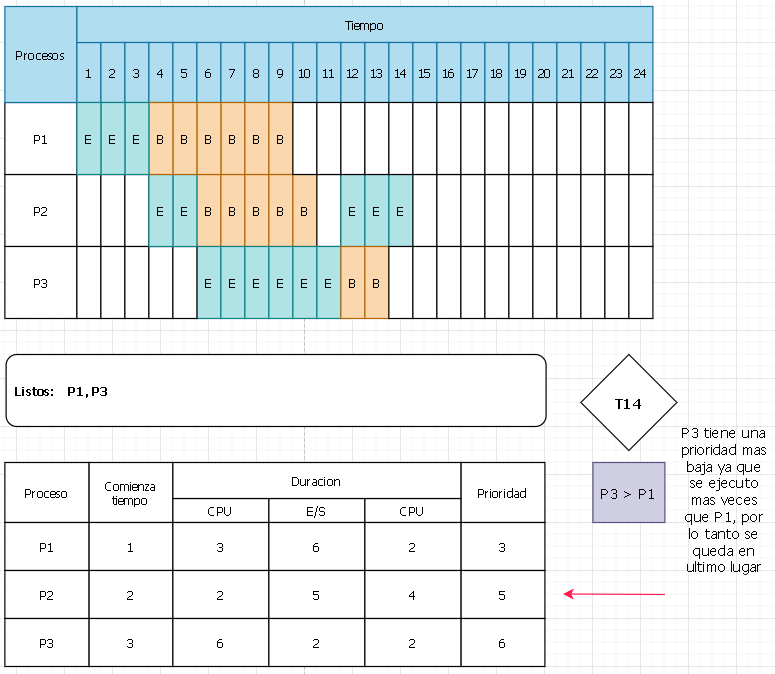 Procesos
Tiempo
1 2 3 4 5 6 7 8 9 10 11 12 13 14 15 16 17 18 19 20 21 22 23 24
P1 E E E B B B B B B
P2 E E B B B B B E E E
P3 E E E E E E B B
Listos: P1,P3
T14
P3 > P1
P3 tiene una
prioridad mas
baja ya que
se ejecuto
mas veces
que P1, por
lo tanto se
queda en
ultimo lugar
Proceso
Comienza
tiempo
Duracion
Prioridad
CPU E/S CPU
P1 1 3 6 2 3
P2 2 2 5 4 5
P3 3 6 2 2 6